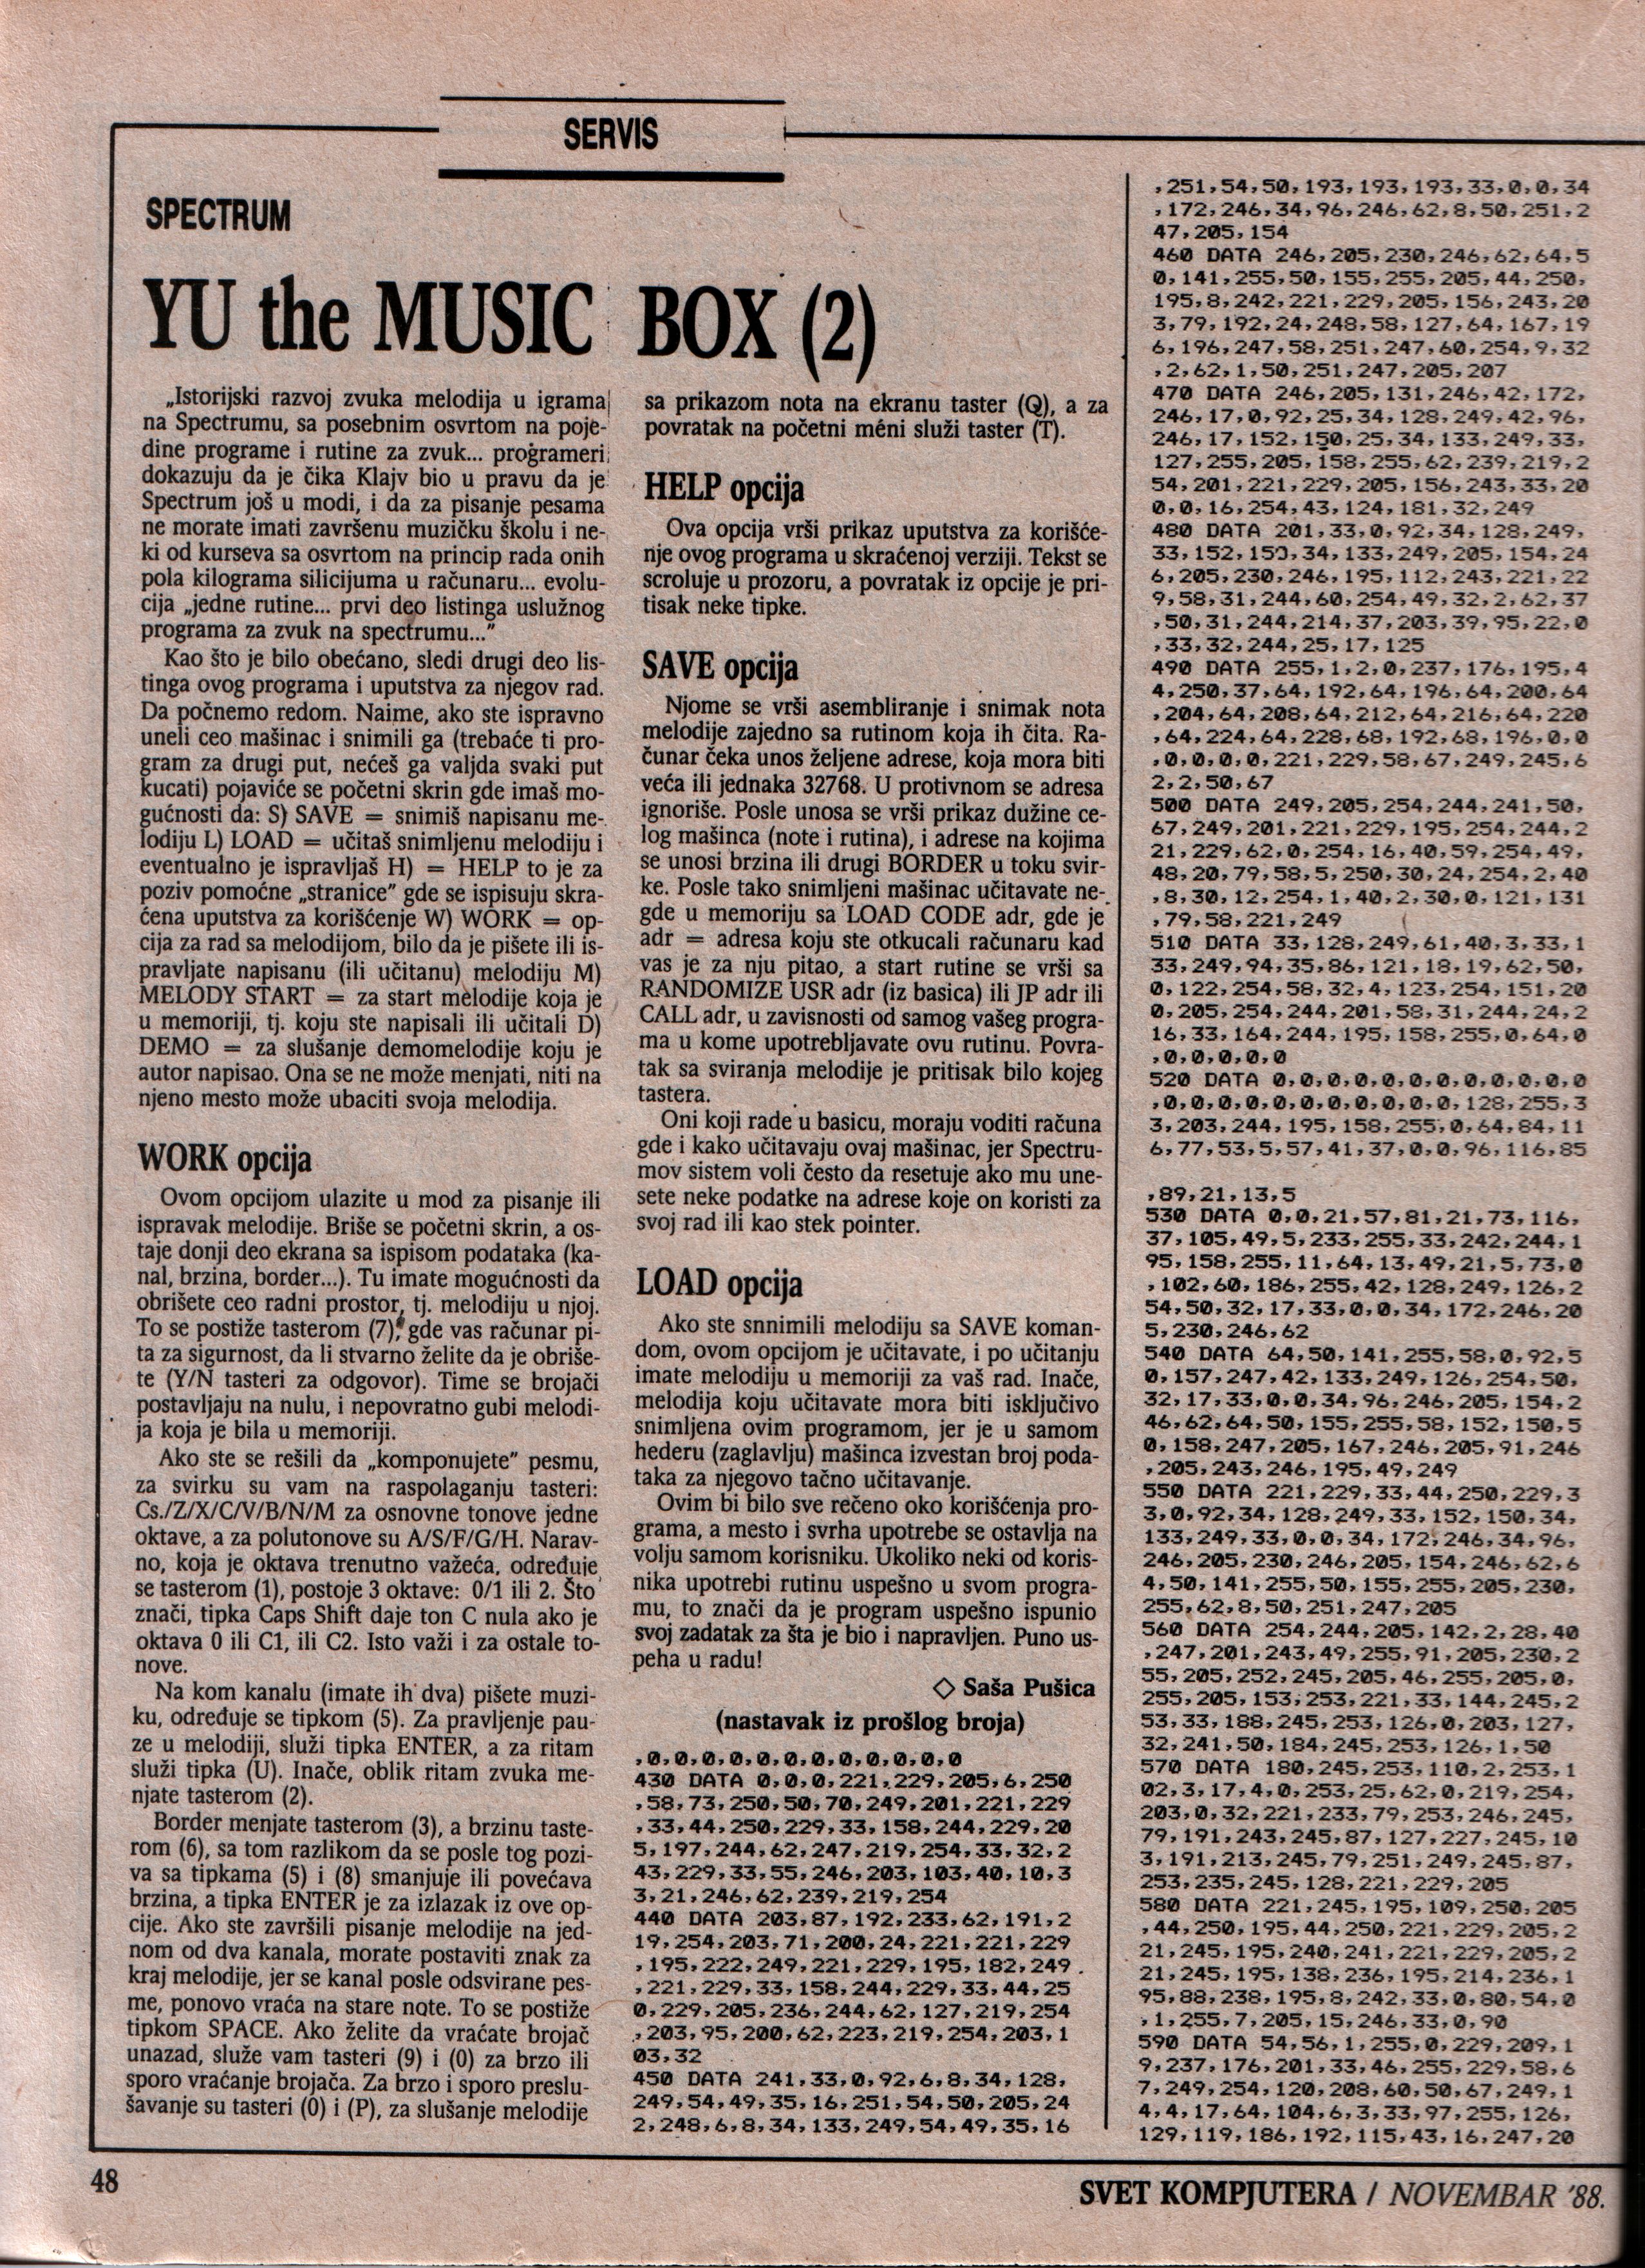 SERVIS
SPECTRUM
YU the MUSIC BOX (2)
„Istorijski razvoj zvuka melodija u igrama
na Spectrumu, sa posebnim osvrtom na poje-
dine programe i rutine za zvuk... programeri
dokazuju da je čika Klajv bio u pravu da je
Spectrum još u modi, i da za pisanje pesama
ne morate imati završenu muzičku školu i ne-
ki od kurseva sa osvrtom na princip rada onih
pola kilograma silicijuma u računaru... evolu-
cija „jedne rutine... prvi deo listinga uslužnog
programa za zvuk na spectrumu...”
Kao što je bilo obećano, sledi drugi deo lis-
tinga ovog programa i uputstva za njegov rad.
Da počnemo redom. Naime, ako ste ispravno
uneli ceo mašinac i snimili ga (trebaće ti pro-
gram za drugi put, nećeš ga valjda svaki put
kucati) pojaviće se početni skrin gde imaš mo-
gućnosti da: S) SAVE = snimiš napisanu me-
lodiju L) LOAD = učitaš snimljenu melodiju i
eventualno je ispravljaš H) = HELP to je za
poziv pomoćne „stranice” gde se ispisuju skra-
ćena uputstva za korišćenje W) WORK = op-
cija za rad sa melodijom, bilo da je pišete ili is-
pravljate napisanu (ili učitanu) melodiju M)
MELODY START = za start melodije koja je
u memoriji, tj. koju ste napisali ili učitali D)
DEMO = za slušanje demomelodije koju je
autor napisao. Ona se ne može menjati, niti na
njeno mesto može ubaciti svoja melodija.
WORK opcija
Ovom opcijom ulazite u mod za pisanje ili
ispravak melodije. Briše se početni skrin, a os-
taje donji deo ekrana sa ispisom podataka (ka-
nal, brzina, border...). Tu imate mogućnosti da
obrišete ceo radni prostor, tj. melodiju u njoj.
To se postiže tasterom (7), gde vas računar pi-
ta za sigurnost, da li stvarno želite da je obriše-
te (Y/N tasteri za odgovor). Time se brojači
postavljaju na nulu, i nepovratno gubi melodi-
ja koja je bila u memoriji.
Ako ste se rešili da „komponujete” pesmu,
za svirku su vam na raspolaganju tasteri:
Cs./Z/X/C/V/B/N/M za osnovne tonove jedne
oktave, a za polutonove su A/S/F/G/H. Narav-
no, koja je oktava trenutno važeća, određuje
se tasterom (1), postoje 3 oktave: 0/1 ili 2. Što
znači, tipka Caps Shift daje ton C nula ako je
oktava 0 ili C1, ili C2. Isto važi i za ostale to-
nove.
Na kom kanalu (imate ih dva) pišete muzi-
ku, određuje se tipkom (5). Za pravljenje pau-
ze u melodiji, služi tipka ENTER, a za ritam
služi tipka (U). Inače, oblik ritam zvuka me-
njate tasterom (2).
Border menjate tasterom (3), a brzinu taste-
rom (6), sa tom razlikom da se posle tog pozi-
va sa tipkama (5) i (8) smanjuje ili povećava
brzina, a tipka ENTER je za izlazak iz ove op-
cije. Ako ste završili pisanje melodije na jed-
nom od dva kanala, morate postaviti znak za
kraj melodije, jer se kanal posle odsvirane pes-
me, ponovo vraća na stare note. To se postiže
tipkom SPACE. Ako želite da vraćate brojač
unazad, služe vam tasteri (9) i (0) za brzo ili
sporo vraćanje brojača. Za brzo i sporo preslu-
šavanje su tasteri (0) i (P), za slušanje melodije
sa prikazom nota na ekranu taster (Q), a za
povratak na početni méni služi taster (T).
HELP opcija
Ova opcija vrši prikaz uputstva za korišće-
nje ovog programa u skraćenoj verziji. Tekst se
scroluje u prozoru, a povratak iz opcije je pri-
tisak neke tipke.
SAVE opcija
Njome se vrši asembliranje i snimak nota
melodije zajedno sa rutinom koja ih čita. Ra-
čunar čeka unos željene adrese, koja mora biti
veća ili jednaka 32768. U protivnom se adresa
ignoriše. Posle unosa se vrši prikaz dužine ce-
log mašinca (note i rutina), i adrese na kojima
se unosi brzina ili drugi BORDER u toku svir-
ke. Posle tako snimljeni mašinac učitavate ne-
gde u memoriju sa LOAD CODE adr, gde je
adr = adresa koju ste otkucali računaru kad
vas je za nju pitao, a start rutine se vrši sa
RANDOMIZE USR adr (iz basica) ili JP adr ili
CALL adr, u zavisnosti od samog vašeg progra-
ma u kome upotrebljavate ovu rutinu. Povra-
tak sa sviranja melodije je pritisak bilo kojeg
tastera.
Oni koji rade u basicu, moraju voditi računa
gde i kako učitavaju ovaj mašinac, jer Spectru-
mov sistem voli često da resetuje ako mu une-
sete neke podatke na adrese koje on koristi za
svoj rad ili kao stek pointer.
LOAD opcija
Ako ste snnimili melodiju sa SAVE koman-
dom, ovom opcijom je učitavate, i po učitanju
imate melodiju u memoriji za vaš rad. Inače,
melodija koju učitavate mora biti isključivo
snimljena ovim programom, jer je u samom
hederu (zaglavlju) mašinca izvestan broj poda-
taka za njegovo tačno učitavanje.
Ovim bi bilo sve rečeno oko korišćenja pro-
grama, a mesto i svrha upotrebe se ostavlja na
volju samom korisniku. Ukoliko neki od koris-
nika upotrebi rutinu uspešno u svom progra-
mu, to znači da je program uspešno ispunio
svoj zadatak za šta je bio i napravljen. Puno us-
peha u radu!
◇ Saša Pušica
(nastavak iz prošlog broja)
,0,0,0,0,0,0,0,0,0,0,0,0
430 DATA 0,0,0,221,229,205,6,250
,58,73,250,50,70,249,201,221,229
,33,44,250,229,33,158,244,229,20
5,197,244,62,247,219,254,33,32,2
43,229,33,55,246,203,103,40,10,3
3,21,246,62,239,219,254
440 DATA 203,87,192,233,62,191,2
19,254,203,71,200,24,221,221,229
,195,222,249,221,229,195,182,249
,221,229,33,158,244,229,33,44,25
0,229,205,236,244,62,127,219,254
,203,95,200,62,223,219,254,203,1
03,32
450 DATA 241,33,0,92,6,8,34,128,
249,54,49,35,16,251,54,50,205,24
2,248,6,8,34,133,249,54,49,35,16
,251,54,50,193,193,193,33,0,0,34
,172,246,34,96,246,62,8,50,251,2
47,205,154
460 DATA 246,205,230,246,62,64,5
0,141,255,50,155,255,205,44,250,
195,8,242,221,229,205,156,243,20
3,79,192,24,248,58,127,64,167,19
6,196,247,58,251,247,60,254,9,32
,2,62,1,50,251,247,205,207
470 DATA 246,205,131,246,42,172,
246,17,0,92,25,34,128,249,42,96,
246,17,152,150,25,34,133,249,33,
127,255,205,158,255,62,239,219,2
54,201,221,229,205,156,243,33,20
0,0,16,254,43,124,181,32,249
480 DATA 201,33,0,92,34,128,249,
33,152,150,34,133,249,205,154,24
6,205,230,246,195,112,243,221,22
9,58,31,244,60,254,49,32,2,62,37
,50,31,244,214,37,203,39,95,22,0
,33,32,244,25,17,125
490 DATA 255,1,2,0,237,176,195,4
4,250,37,64,192,64,196,64,200,64
,204,64,208,64,212,64,216,64,220
,64,224,64,228,68,192,68,196,0,0
,0,0,0,0,221,229,58,67,249,245,6
2,2,50,67
500 DATA 249,205,254,244,241,50,
67,249,201,221,229,195,254,244,2
21,229,62,0,254,16,40,59,254,49,
48,20,79,58,5,250,30,24,254,2,40
,8,30,12,254,1,40,2,30,0,121,131
,79,58,221,249
510 DATA 33,128,249,61,40,3,33,1
33,249,94,35,86,121,18,19,62,50,
0,122,254,58,32,4,123,254,151,20
0,205,254,244,201,58,31,244,24,2
16,33,164,244,195,158,255,0,64,0
,0,0,0,0,0
520 DATA 0,0,0,0,0,0,0,0,0,0,0,0
,0,0,0,0,0,0,0,0,0,0,0,128,255,3
3,203,244,195,158,255,0,64,84,11
6,77,53,5,57,41,37,0,0,96,116,85
,89,21,13,5
530 DATA 0,0,21,57,81,21,73,116,
37,105,49,5,233,255,33,242,244,1
95,158,255,11,64,13,49,21,5,73,0
,102,60,186,255,42,128,249,126,2
54,50,32,17,33,0,0,34,172,246,20
5,230,246,62
540 DATA 64,50,141,255,58,0,92,5
0,157,247,42,133,249,126,254,50,
32,17,33,0,0,34,96,246,205,154,2
46,62,64,50,155,255,58,152,150,5
0,158,247,205,167,246,205,91,246
,205,243,246,195,49,249
550 DATA 221,229,33,44,250,229,3
3,0,92,34,128,249,33,152,150,34,
133,249,33,0,0,34,172,246,34,96,
246,205,230,246,205,154,246,62,6
4,50,141,255,50,155,255,205,230,
255,62,8,50,251,247,205
560 DATA 254,244,205,142,2,28,40
,247,201,243,49,255,91,205,230,2
55,205,252,245,205,46,255,205,0,
255,205,153,253,221,33,144,245,2
53,33,188,245,253,126,0,203,127,
32,241,50,184,245,253,126,1,50
570 DATA 180,245,253,110,2,253,1
02,3,17,4,0,253,25,62,0,219,254,
203,0,32,221,233,79,253,246,245,
79,191,243,245,87,127,227,245,10
3,191,213,245,79,251,249,245,87,
253,235,245,128,221,229,205
580 DATA 221,245,195,109,250,205
,44,250,195,44,250,221,229,205,2
21,245,195,240,241,221,229,205,2
21,245,195,138,236,195,214,236,1
95,88,238,195,8,242,33,0,80,54,0
,1,255,7,205,15,246,33,0,90
590 DATA 54,56,1,255,0,229,209,1
9,237,176,201,33,46,255,229,58,6
7,249,254,120,208,60,50,67,249,1
4,4,17,64,104,6,3,33,97,255,126,
129,119,186,192,115,43,16,247,20
48
SVET KOMPJUTERA / NOVEMBAR '88.